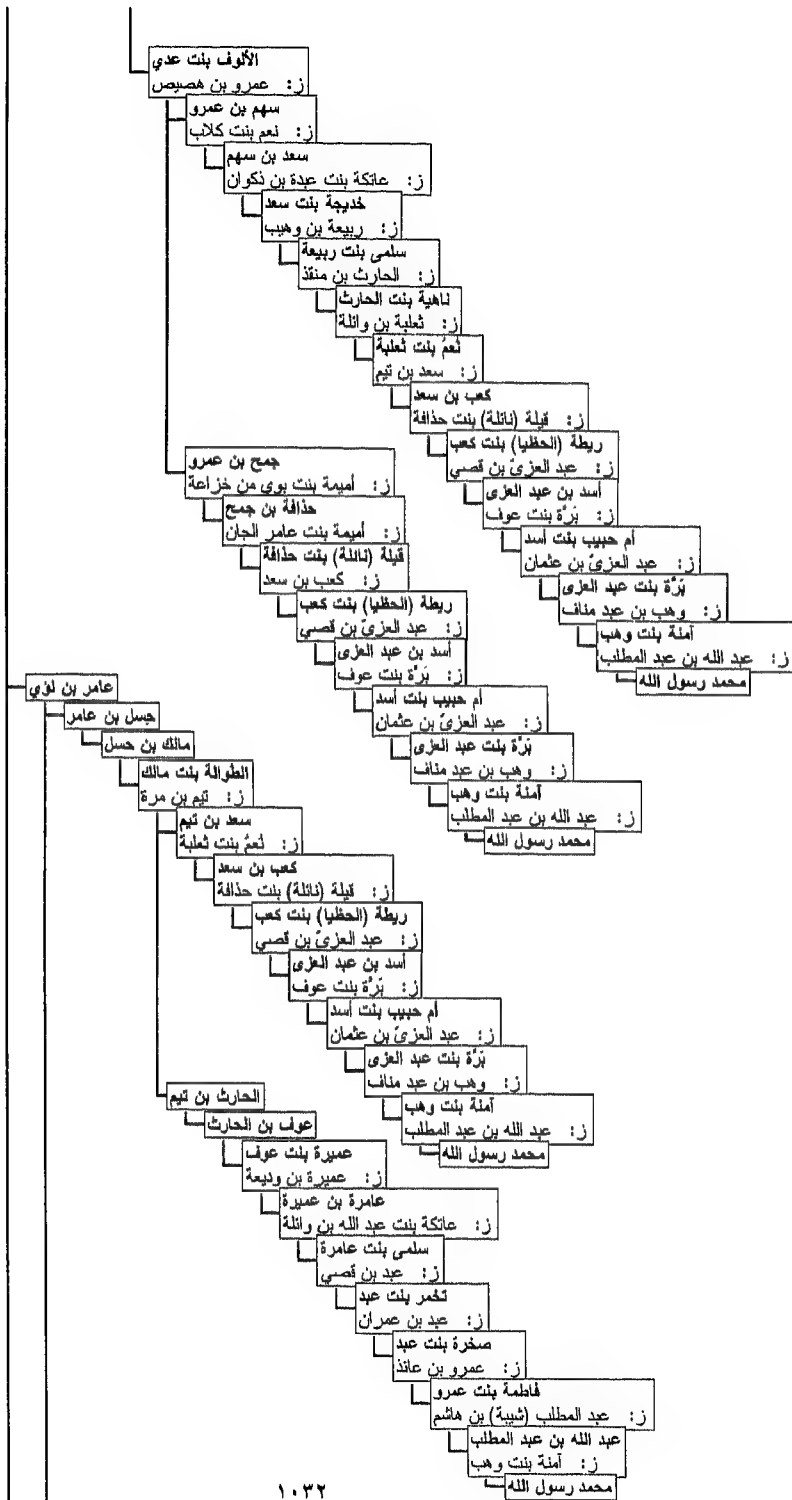 الألوف بنت عدي
ز: عمرو بن هصيص
سهم بن عمرو
ز: نعم بنت كلاب
سعد بن سهم
ز: عاتكة بنت عبدة بن ذكوان
خديجة بنت سعد
ز: ربيعة بن وهيب
سلمى بنت ربيعة
ز: الحارث بن منقذ
ناهية بنت الحارث
ز: ثعلبة بن وائلة
نُعمُ بنت ثعلبة
ز: سعد بن تيم
كعب بن سعد
ز: قيلة (نائلة) بنت حذافة
ريطة (الحظيا) بنت كعب
ز: عبد العزيّ بن قصي
أسد بن عبد العزى
ز: بَرَّة بنت عوف
أم حبيب بنت أسد
ز: عبد العزيّ بن عثمان
بَرَّة بنت عبد العزى
ز: وهب بن عبد مناف
آمنة بنت وهب
ز: عبد الله بن عبد المطلب
محمد رسول الله
جمح بن عمرو
ز: أميمة بنت بوي من خزاعة
حذافة بن جمح
ز: أميمة بنت عامر الجان
قيلة (نائلة) بنت حذافة
ز: كعب بن سعد
ريطة (الحظيا) بنت كعب
ز: عبد العزيّ بن قصي
أسد بن عبد العزى
ز: بَرَّة بنت عوف
أم حبيب بنت أسد
ز: عبد العزيّ بن عثمان
بَرَّة بنت عبد العزى
ز: وهب بن عبد مناف
آمنة بنت وهب
ز: عبد الله بن عبد المطلب
محمد رسول الله
عامر بن لؤي
حِسل بن عامر
مالك بن حسل
الطوالة بنت مالك
ز: تيم بن مرة
سعد بن تيم
ز: نُعمُ بنت ثعلبة
كعب بن سعد
ز: قيلة (نائلة) بنت حذافة
ريطة (الحظيا) بنت كعب
ز: عبد العزيّ بن قصي
أسد بن عبد العزى
ز: بَرَّة بنت عوف
أم حبيب بنت أسد
ز: عبد العزيّ بن عثمان
بَرَّة بنت عبد العزى
ز: وهب بن عبد مناف
آمنة بنت وهب
ز: عبد الله بن عبد المطلب
محمد رسول الله
الحارث بن تيم
عوف بن الحارث
عميرة بنت عوف
ز: عميرة بن وديعة
عامرة بن عميرة
ز: عاتكة بنت عبد الله بن وائلة
سلمى بنت عامرة
ز: عبد بن قصي
تخمر بنت عبد
ز: عبد بن عمران
صخرة بنت عبد
ز: عمرو بن عائذ
فاطمة بنت عمرو
ز: عبد المطلب (شيبة) بن هاشم
عبد الله بن عبد المطلب
ز: آمنة بنت وهب
محمد رسول الله
١٠٣٢